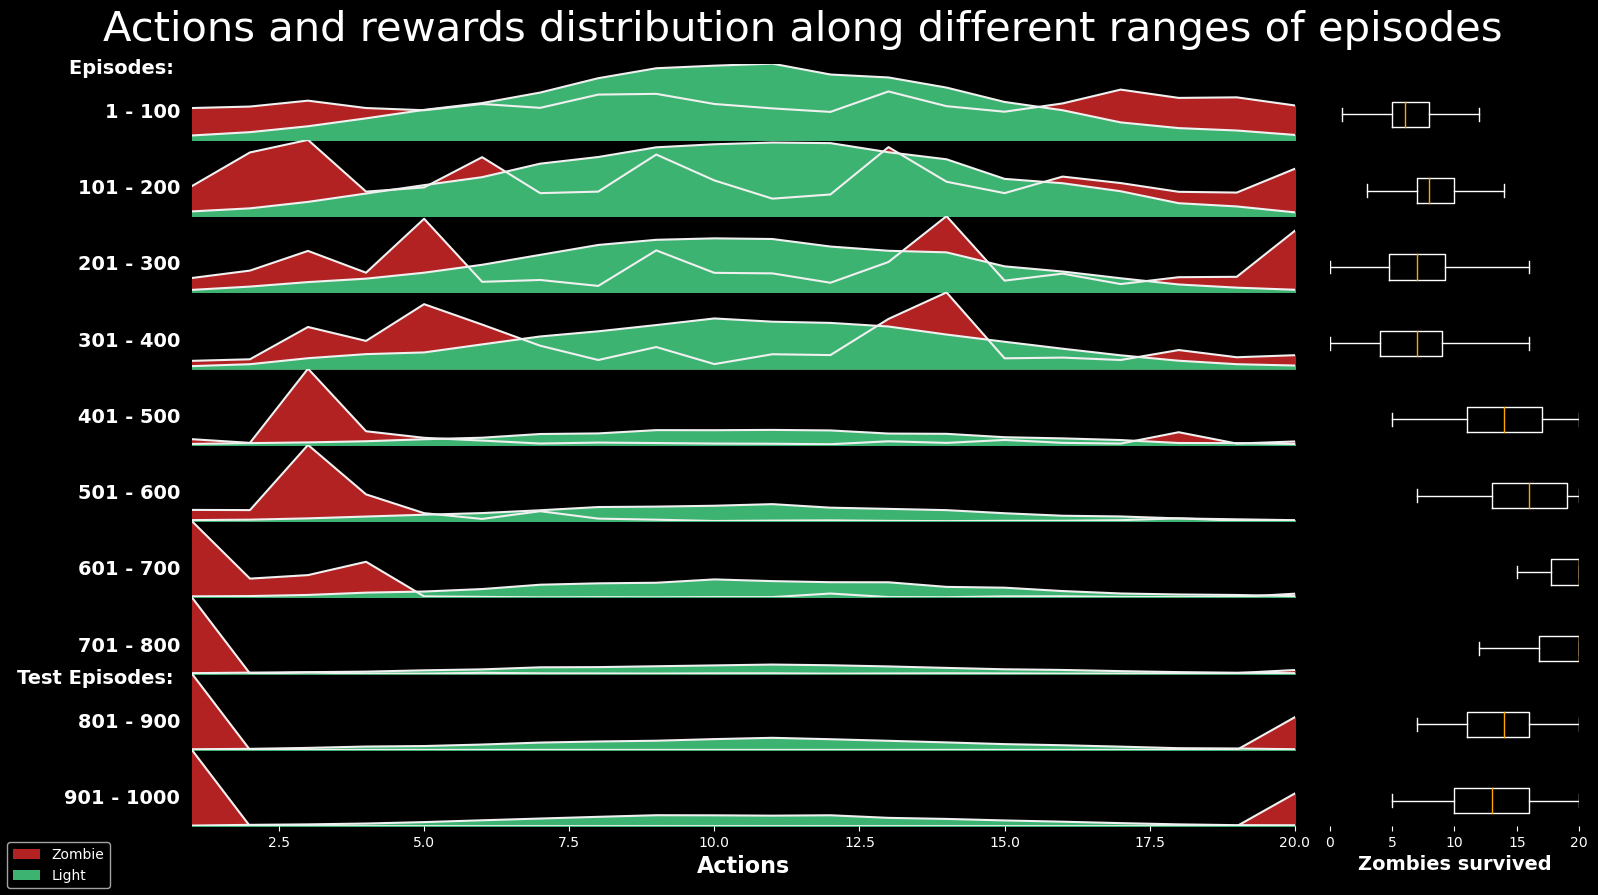 Actions and rewards distribution along different ranges of episodes
Episodes:
1 - 100
101 - 200
201 - 300
301 - 400
401 - 500
501 - 600
601 - 700
701 - 800
Test Episodes:
801 - 900
901 - 1000
2.5 5.0 7.5 10.0 12.5 15.0 17.5 20.0
Actions
0 5 10 15 20
Zombies survived
Zombie
Light